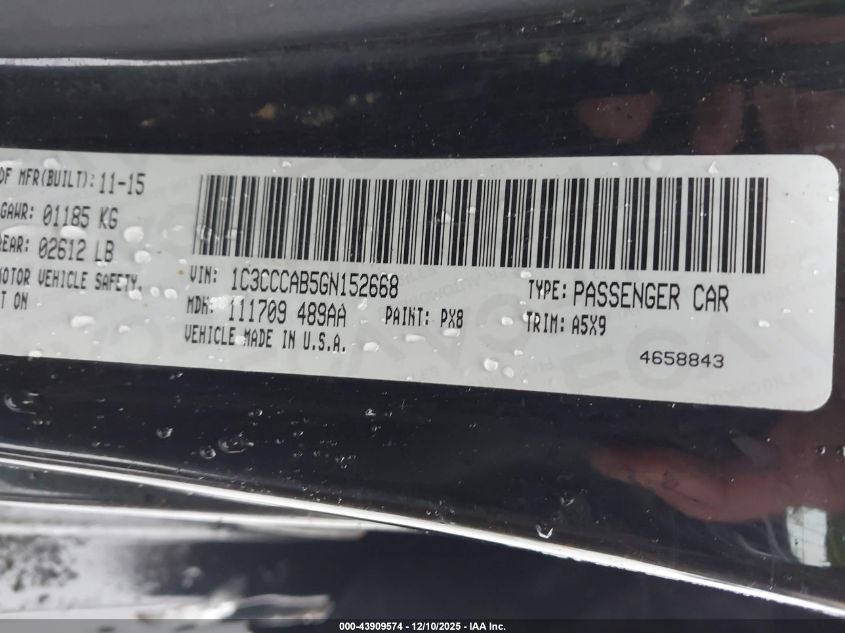 OF MFR(BUILT): 11-15
GAWR: 01185 KG
REAR: 02612 LB
MOTOR VEHICLE SAFETY,
T ON
VIN: 1C3CCCAB5GN152668
TYPE: PASSENGER CAR
MDH: 111709 489AA
PAINT: PX8
TRIM: A5X9
VEHICLE MADE IN U.S.A.
4658843
000-43909574 - 12/10/2025 - IAA Inc.